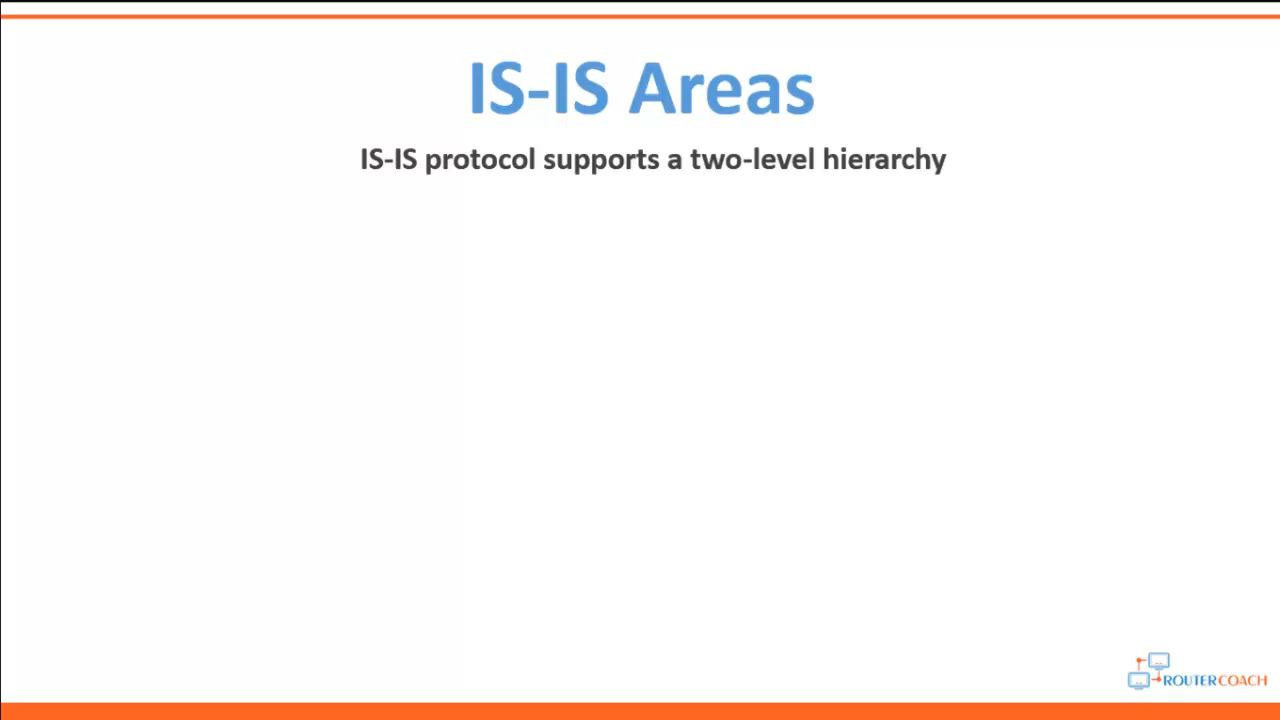 IS-IS Areas
IS-IS protocol supports a two-level hierarchy
ROUTERCOACH